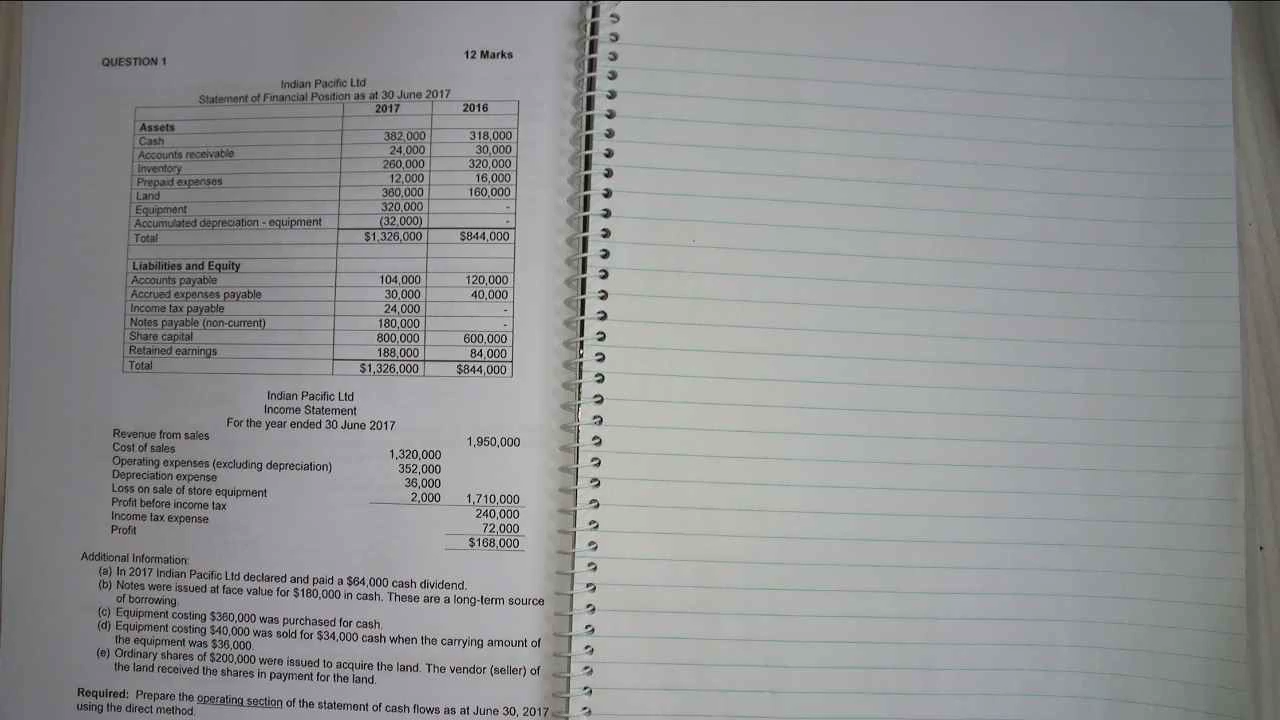 QUESTION 1 12 Marks
Indian Pacific Ltd
Statement of Financial Position as at 30 June 2017
2017 2016
Assets
Cash 382,000 318,000
Accounts receivable 24,000 30,000
Inventory 260,000 320,000
Prepaid expenses 12,000 16,000
Land 360,000 160,000
Equipment 320,000 -
Accumulated depreciation - equipment (32,000) -
Total $1,326,000 $844,000
Liabilities and Equity
Accounts payable 104,000 120,000
Accrued expenses payable 30,000 40,000
Income tax payable 24,000 -
Notes payable (non-current) 180,000 -
Share capital 800,000 600,000
Retained earnings 188,000 84,000
Total $1,326,000 $844,000
Indian Pacific Ltd
Income Statement
For the year ended 30 June 2017
Revenue from sales 1,950,000
Cost of sales 1,320,000
Operating expenses (excluding depreciation) 352,000
Depreciation expense 36,000
Loss on sale of store equipment 2,000 1,710,000
Profit before income tax 240,000
Income tax expense 72,000
Profit $168,000
Additional Information:
(a) In 2017 Indian Pacific Ltd declared and paid a $64,000 cash dividend.
(b) Notes were issued at face value for $180,000 in cash. These are a long-term source
of borrowing.
(c) Equipment costing $360,000 was purchased for cash.
(d) Equipment costing $40,000 was sold for $34,000 cash when the carrying amount of
the equipment was $36,000.
(e) Ordinary shares of $200,000 were issued to acquire the land. The vendor (seller) of
the land received the shares in payment for the land.
Required: Prepare the operating section of the statement of cash flows as at June 30, 2017
using the direct method.